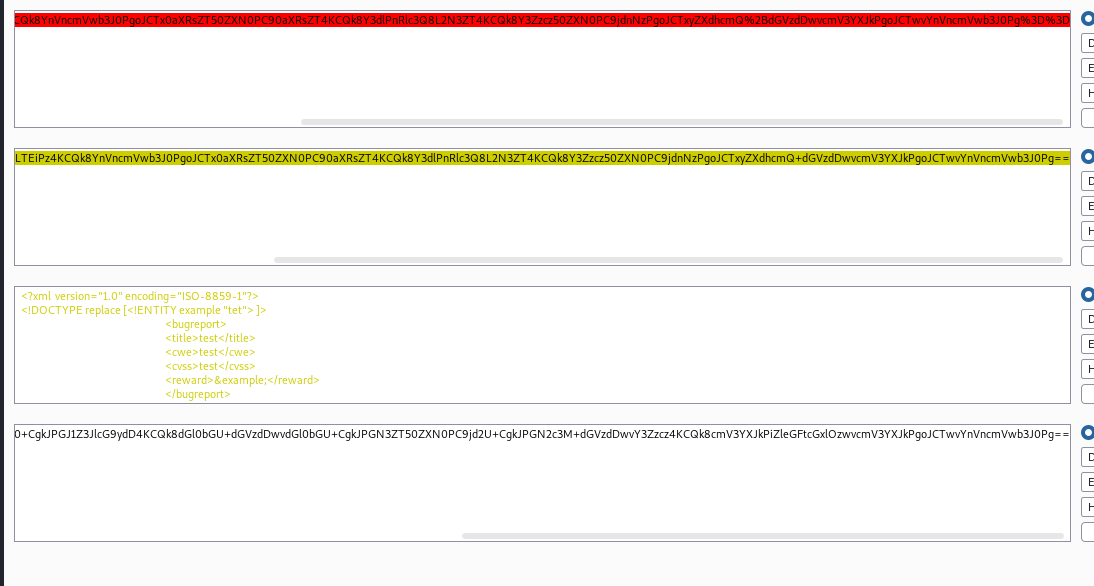 CQk8YnVncmVwb3J0PgoJCTx0aXRsZT50ZXN0PC90aXRsZT4KCQk8Y3dlPnRlc3Q8L2N3ZT4KCQk8Y3Zzcz50ZXN0PC9jdnNzPgoJCTxyZXdhcmQ%2BdGVzdDwvcmV3YXJkPgoJCTwvYnVncmVwb3J0Pg%3D%3D
D
E
H
LTEiPz4KCQk8YnVncmVwb3J0PgoJCTx0aXRsZT50ZXN0PC90aXRsZT4KCQk8Y3dlPnRlc3Q8L2N3ZT4KCQk8Y3Zzcz50ZXN0PC9jdnNzPgoJCTxyZXdhcmQ+dGVzdDwvcmV3YXJkPgoJCTwvYnVncmVwb3J0Pg==
D
E
H
<?xml version="1.0" encoding="ISO-8859-1"?>
<!DOCTYPE replace [<!ENTITY example "tet"> ]>
<bugreport>
<title>test</title>
<cwe>test</cwe>
<cvss>test</cvss>
<reward>&example;</reward>
</bugreport>
D
E
H
0+CgkJPGJ1Z3JlcG9ydD4KCQk8dGl0bGU+dGVzdDwvdGl0bGU+CgkJPGN3ZT50ZXN0PC9jd2U+CgkJPGN2c3M+dGVzdDwvY3Zzcz4KCQk8cmV3YXJkPiZleGFtcGxlOzwvcmV3YXJkPgoJCTwvYnVncmVwb3J0Pg==
D
E
H